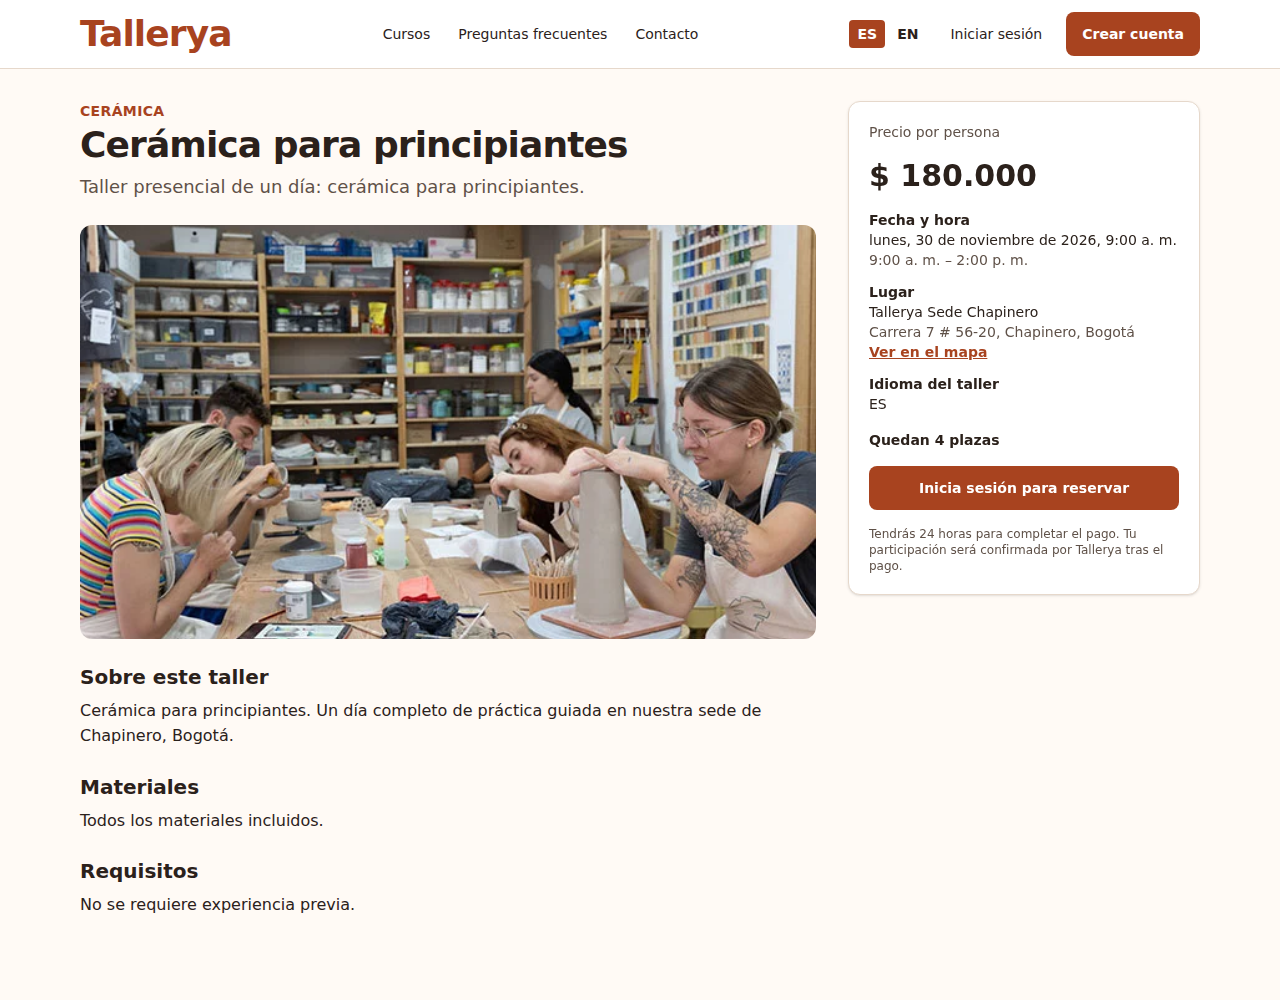 Tallerya
Cursos
Preguntas frecuentes
Contacto
ES
EN
Iniciar sesión
Crear cuenta
CERÁMICA
Cerámica para principiantes
Taller presencial de un día: cerámica para principiantes.
Sobre este taller
Cerámica para principiantes. Un día completo de práctica guiada en nuestra sede de
Chapinero, Bogotá.
Materiales
Todos los materiales incluidos.
Requisitos
No se requiere experiencia previa.
Precio por persona
$ 180.000
Fecha y hora
lunes, 30 de noviembre de 2026, 9:00 a. m.
9:00 a. m. – 2:00 p. m.
Lugar
Tallerya Sede Chapinero
Carrera 7 # 56-20, Chapinero, Bogotá
Ver en el mapa
Idioma del taller
ES
Quedan 4 plazas
Inicia sesión para reservar
Tendrás 24 horas para completar el pago. Tu
participación será confirmada por Tallerya tras el
pago.